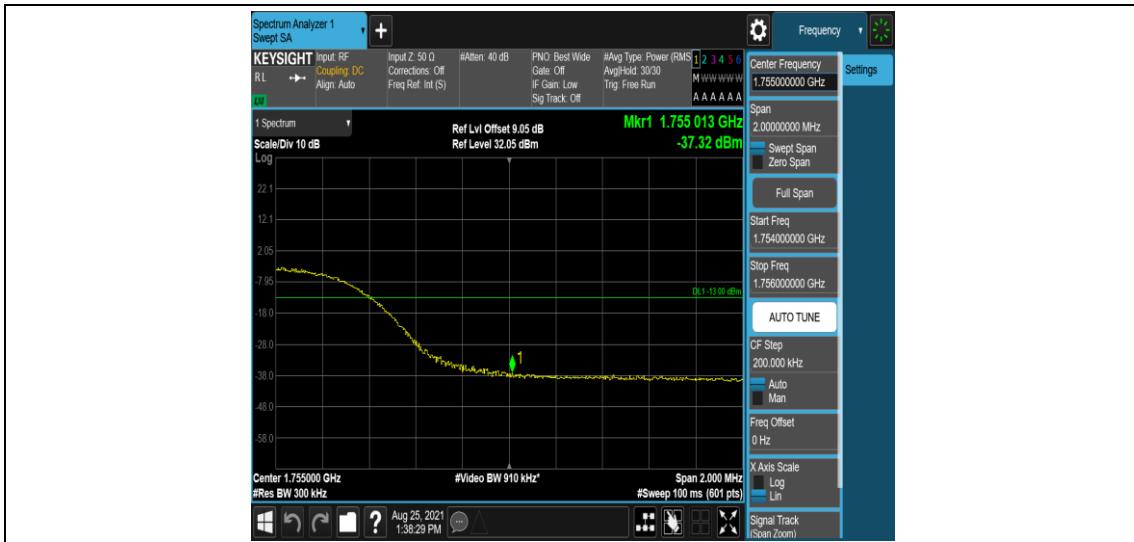 Spectrum Analyzer 1
Swept SA
Frequency
KEYSIGHT
RL
Input: RF
Coupling: DC
Align: Auto
Input Z: 50 Ω
Corrections: Off
Freq Ref: Int (S)
#Atten: 40 dB
PNO: Best Wide
Gate: Off
IF Gain: Low
Sig Track: Off
#Avg Type: Power (RMS
Avg|Hold: 30/30
Trig: Free Run
1 2 3 4 5 6
M W W W W W
A A A A A A
Center Frequency
1.755000000 GHz
Settings
1 Spectrum
Ref Lvl Offset 9.05 dB
Mkr1 1.755 013 GHz
Scale/Div 10 dB
Ref Level 32.05 dBm
-37.32 dBm
Log
22.1
12.1
2.05
-7.95
-18.0
-28.0
-38.0
-48.0
-58.0
DL1 -13.00 dBm
1
Span
2.00000000 MHz
Swept Span
Zero Span
Full Span
Start Freq
1.754000000 GHz
Stop Freq
1.756000000 GHz
AUTO TUNE
CF Step
200.000 kHz
Auto
Man
Freq Offset
0 Hz
X Axis Scale
Log
Lin
Signal Track
(Span Zoom)
Center 1.755000 GHz
#Video BW 910 kHz*
Span 2.000 MHz
#Res BW 300 kHz
#Sweep 100 ms (601 pts)
?
Aug 25, 2021
1:38:29 PM